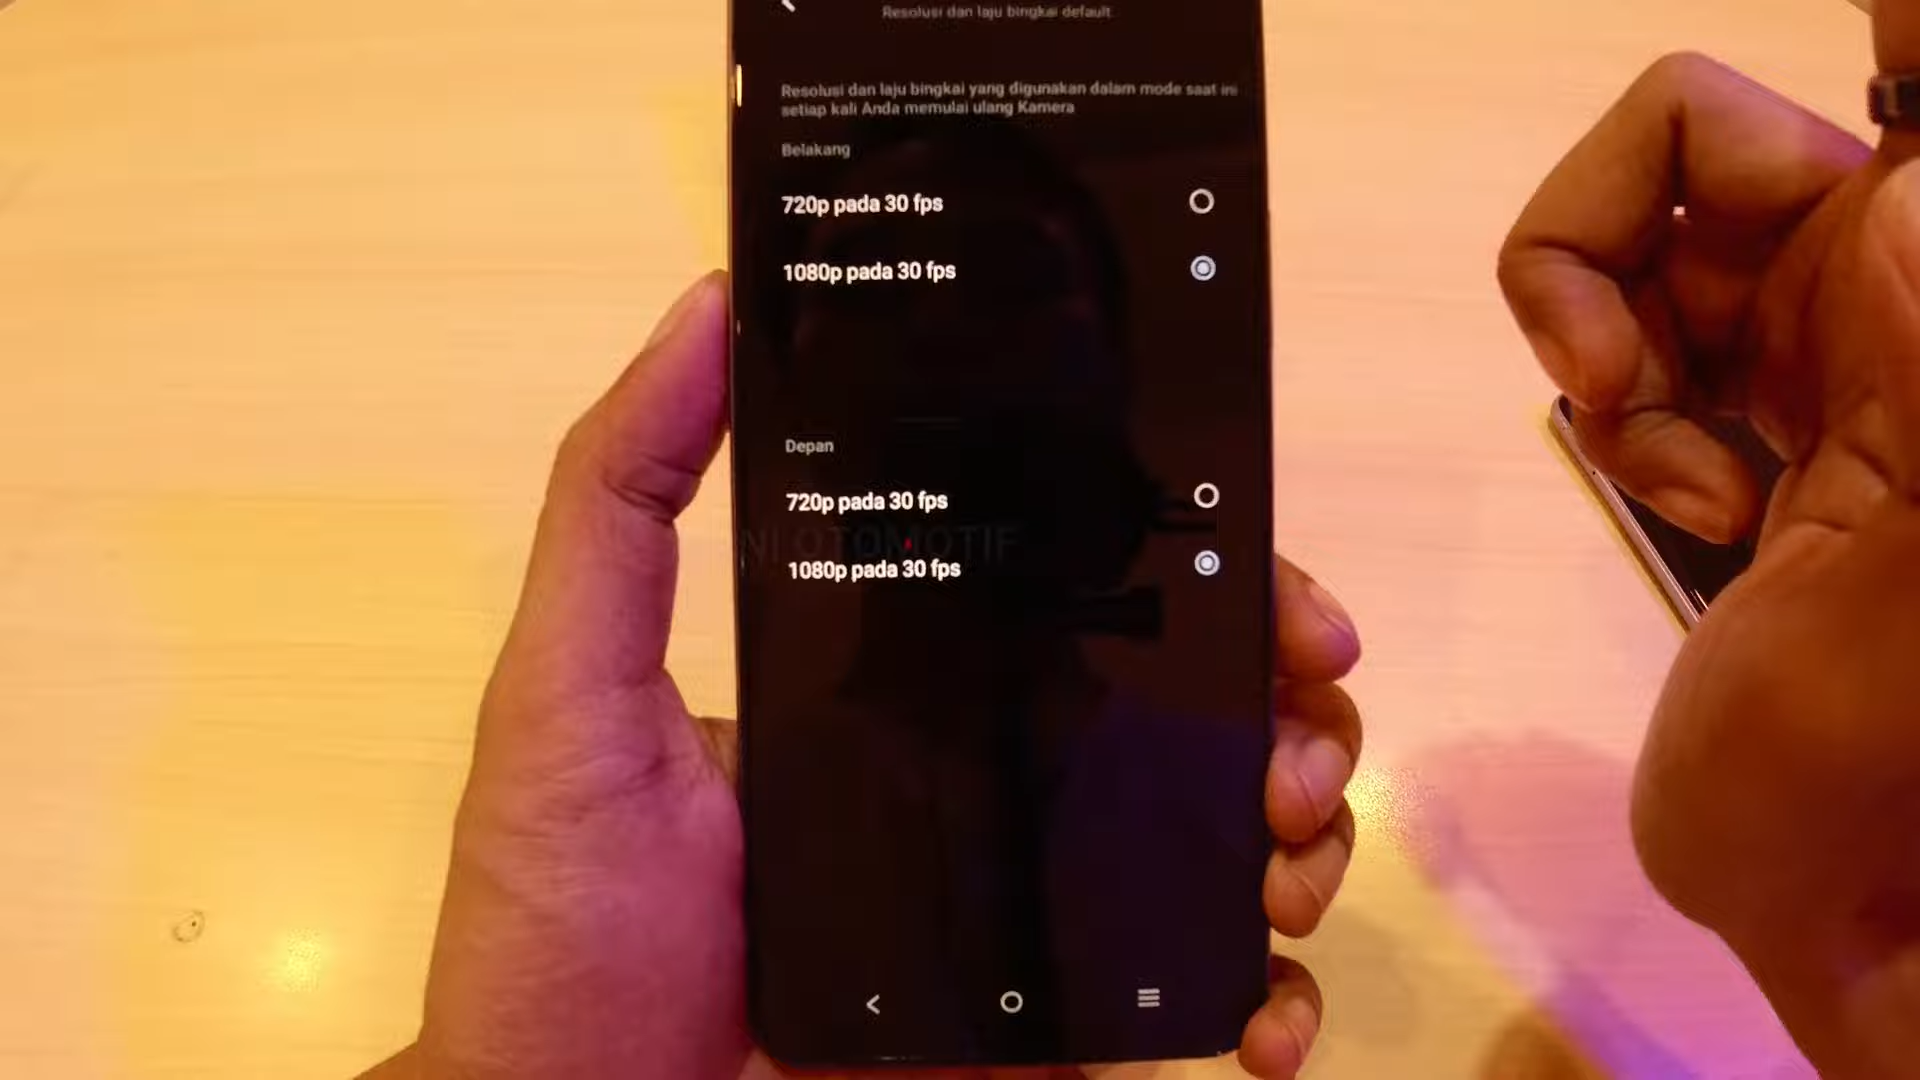 Resolusi dan laju bingkai default
Resolusi dan laju bingkai yang digunakan dalam mode saat ini
setiap kali Anda memulai ulang Kamera
Belakang
720p pada 30 fps
1080p pada 30 fps
Depan
720p pada 30 fps
OTOMOTIF
1080p pada 30 fps